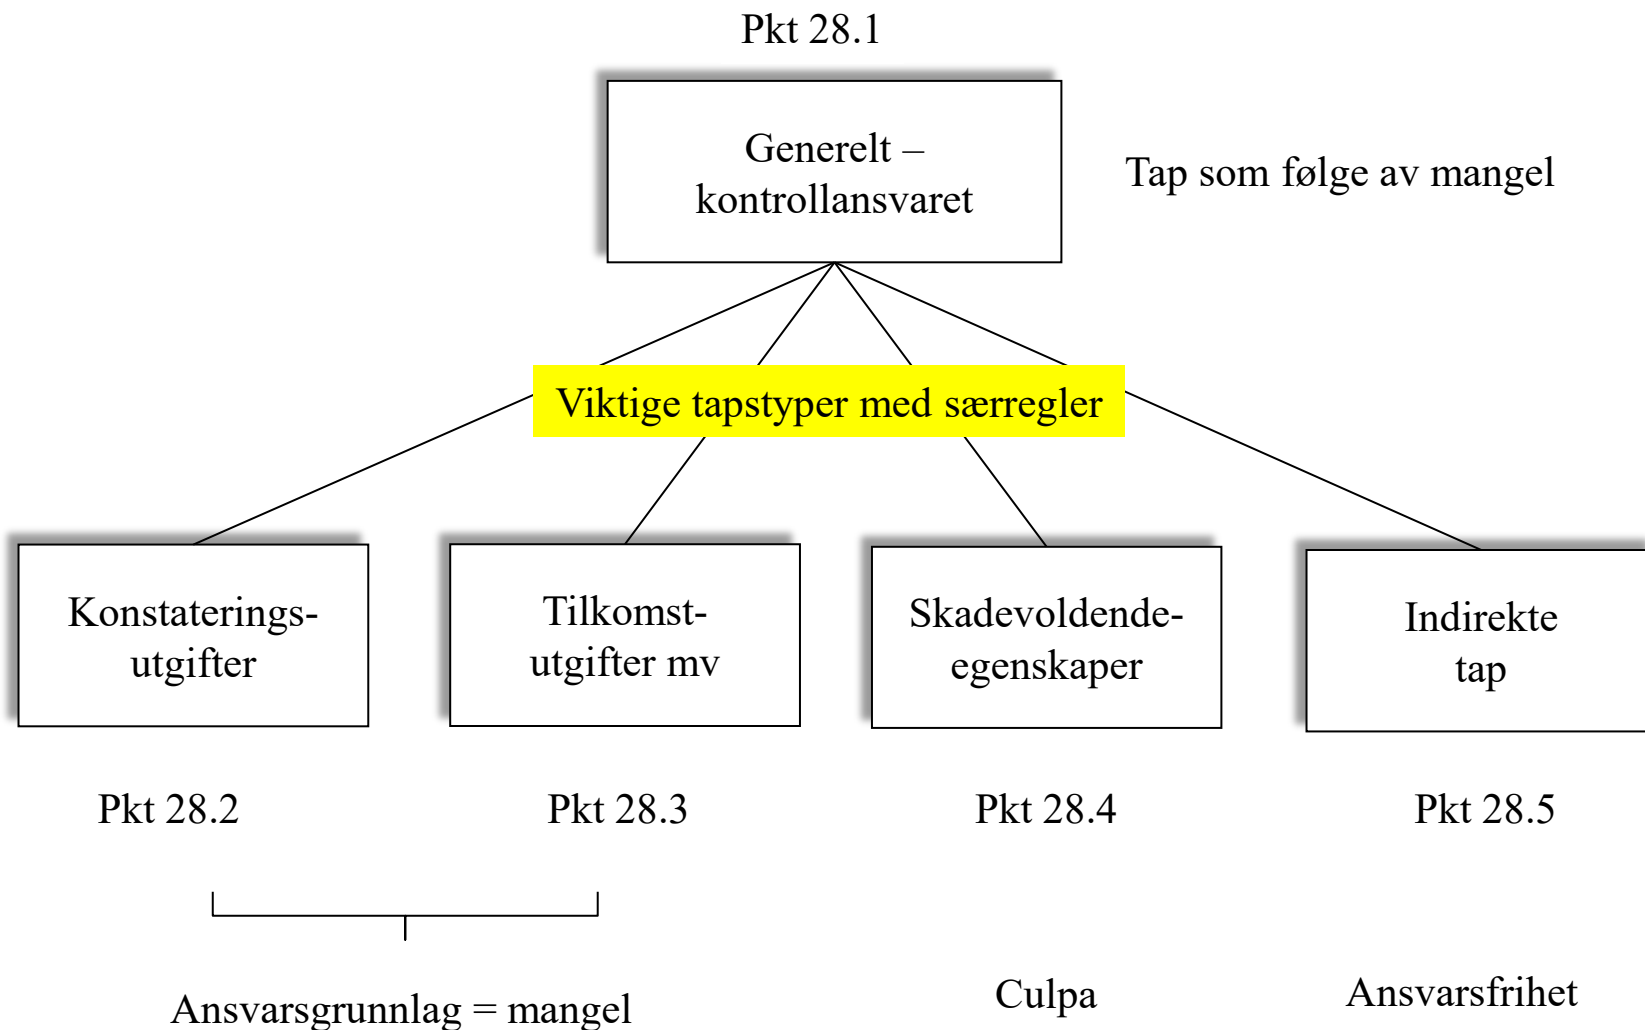 Pkt 28.1
Generelt –
kontrollansvaret
Tap som følge av mangel
Viktige tapstyper med særregler
Konstaterings-
utgifter
Tilkomst-
utgifter mv
Skadevoldende-
egenskaper
Indirekte
tap
Pkt 28.2
Pkt 28.3
Pkt 28.4
Pkt 28.5
Ansvarsgrunnlag = mangel
Culpa
Ansvarsfrihet